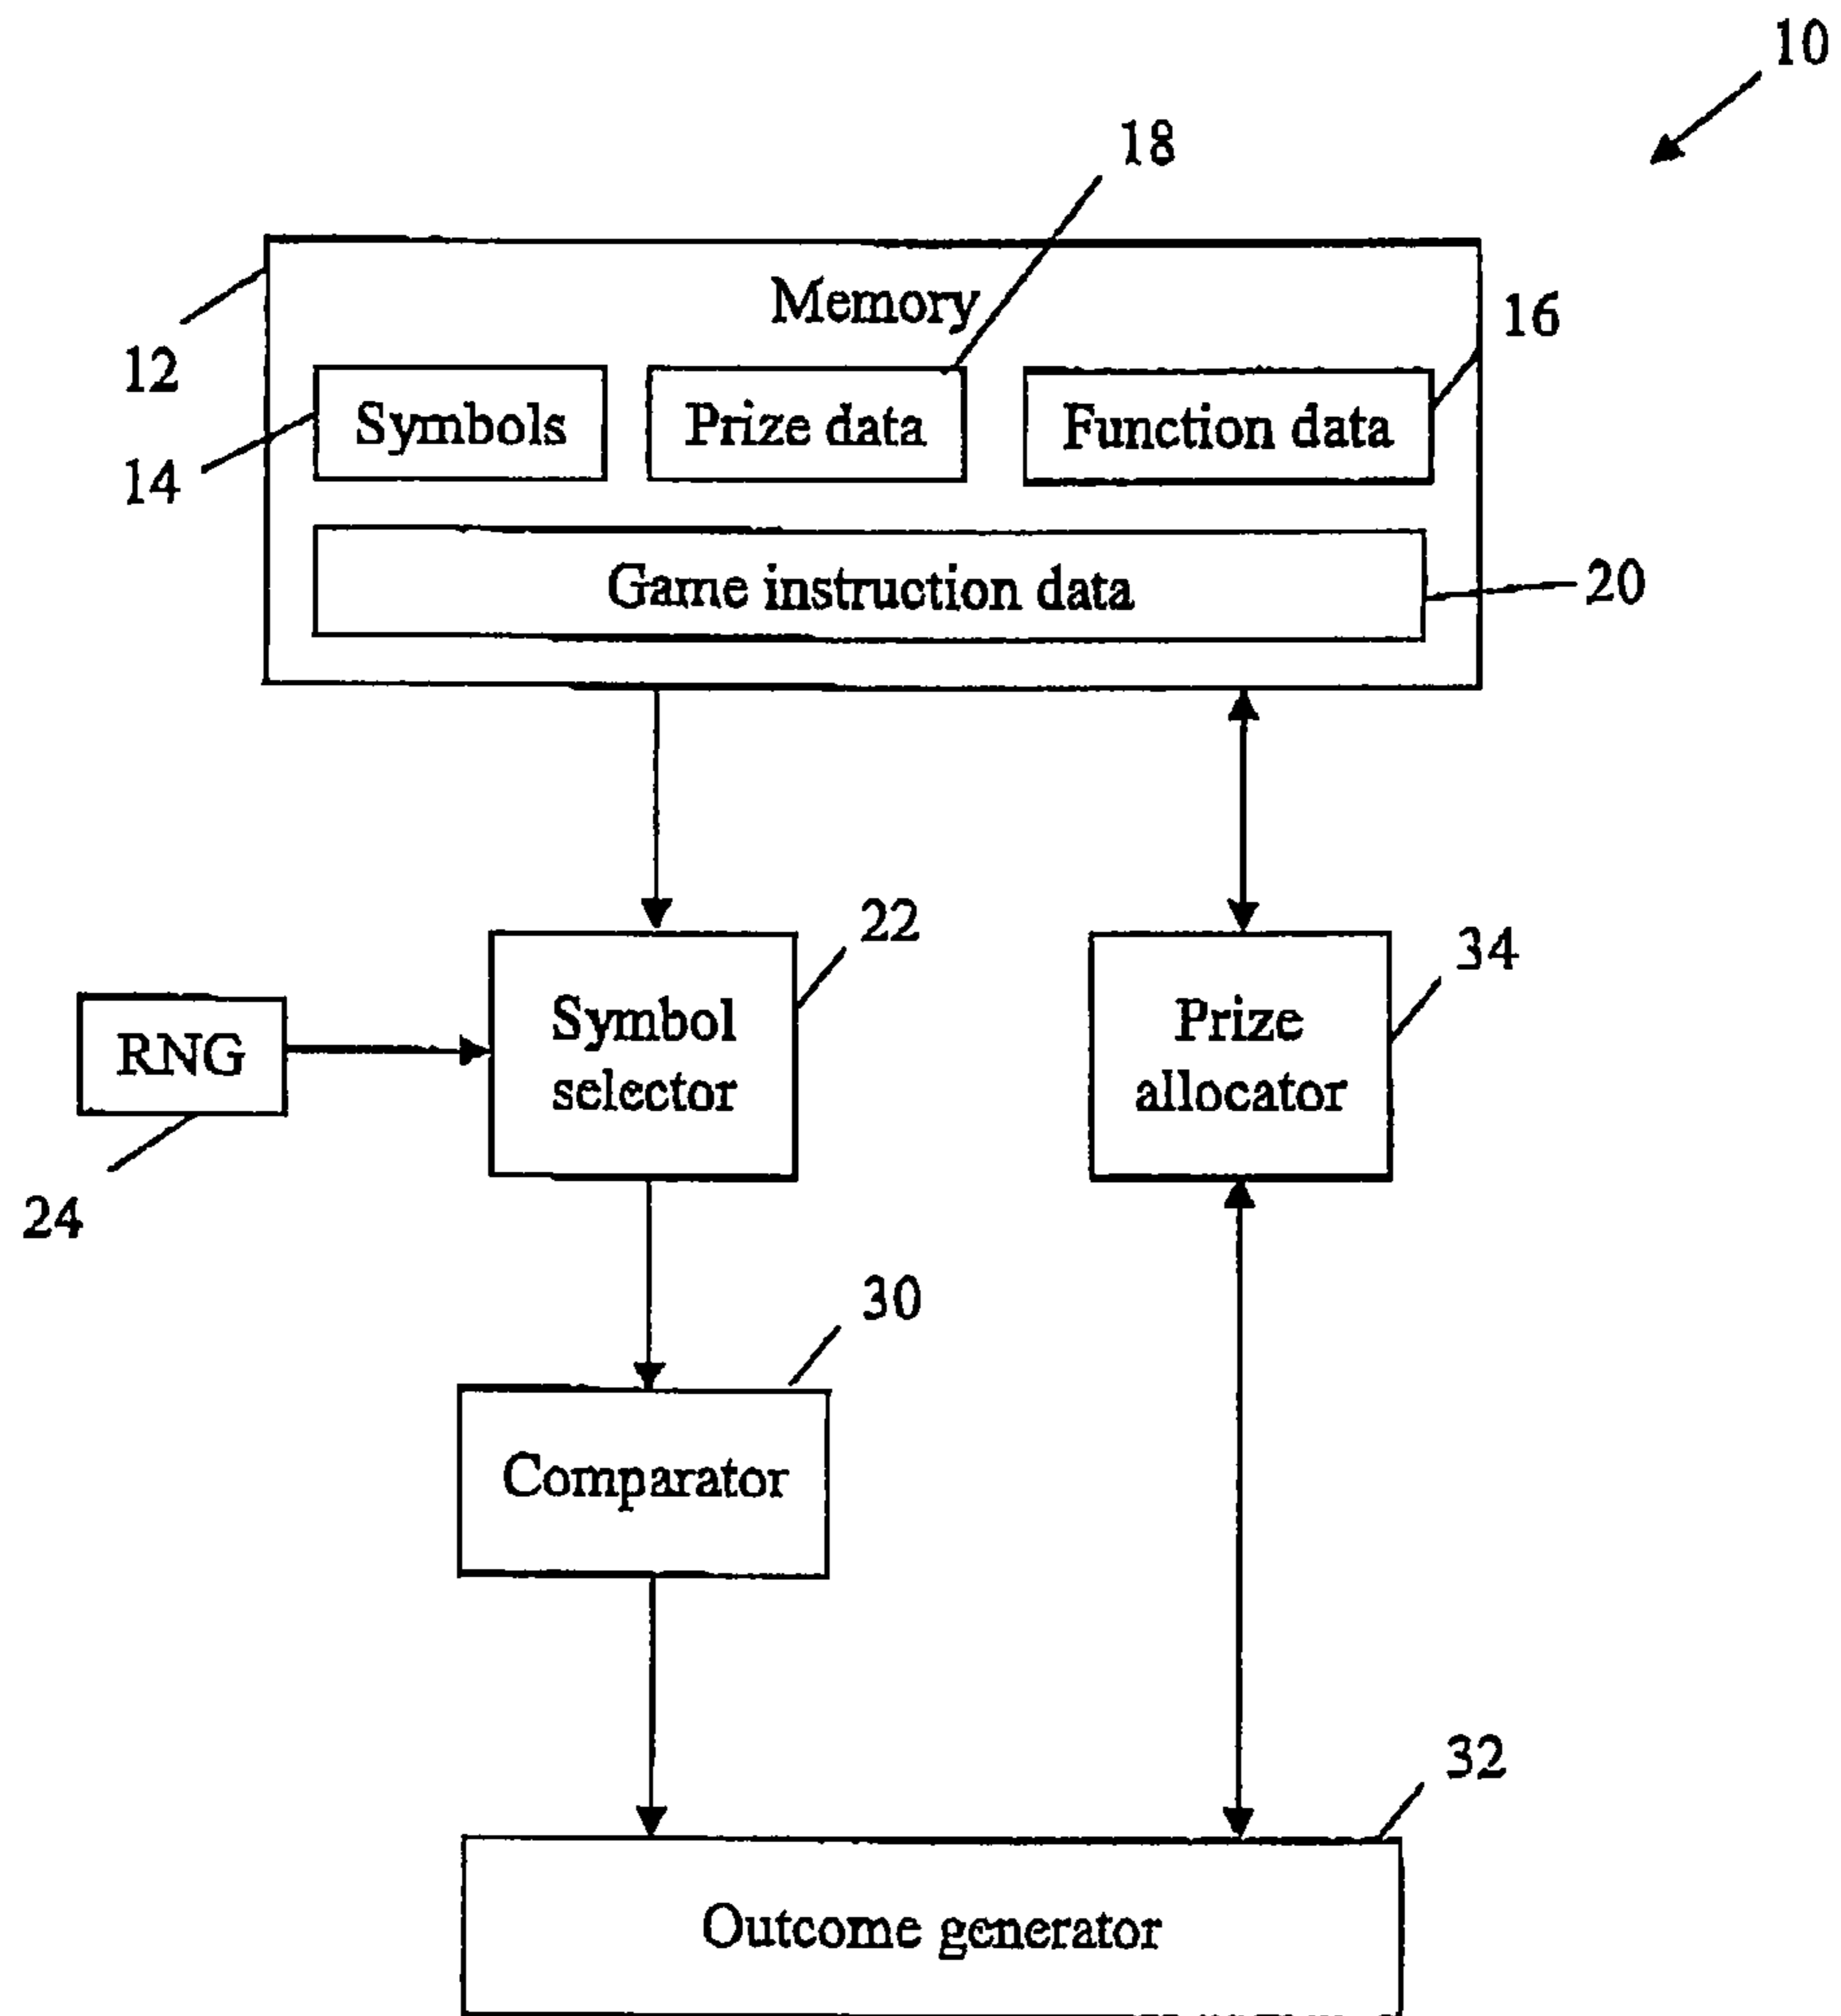 10
18
Memory
16
12
Symbols
Prize data
Function data
14
Game instruction data
20
22
34
Symbol
selector
Prize
allocator
RNG
24
30
Comparator
32
Outcome generator